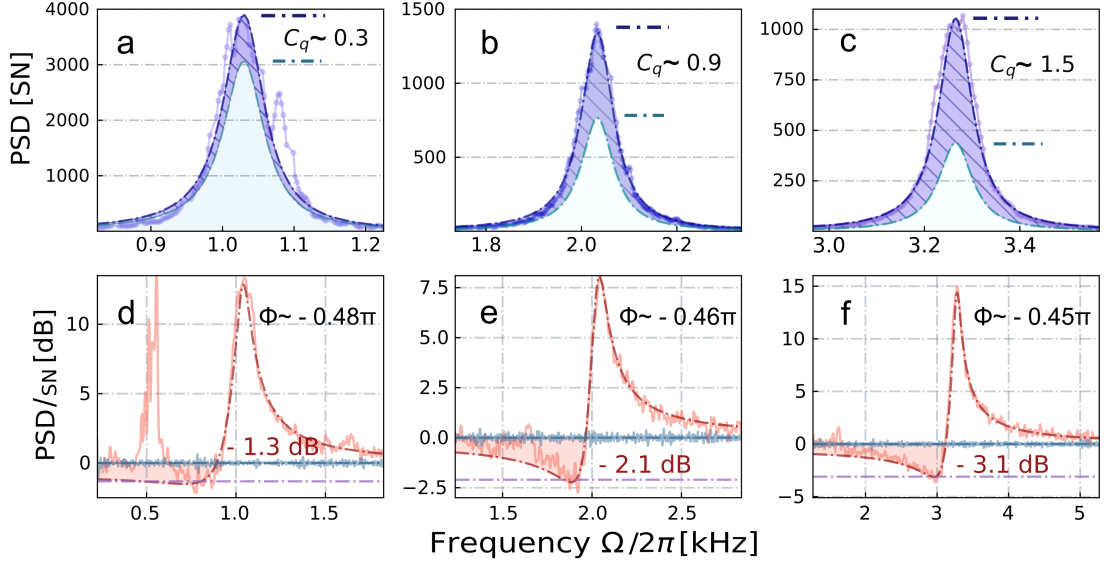 PSD [SN]
4000
3000
2000
1000
0.9
1.0
1.1
1.2
a
C_q ~ 0.3
1500
1000
500
1.8
2.0
2.2
b
C_q ~ 0.9
1000
750
500
250
3.0
3.2
3.4
c
C_q ~ 1.5
PSD/SN [dB]
10
5
0
0.5
1.0
1.5
d
Φ~ - 0.48π
- 1.3 dB
7.5
5.0
2.5
0.0
−2.5
1.5
2.0
2.5
e
Φ~ - 0.46π
- 2.1 dB
15
10
5
0
−5
2
3
4
5
f
Φ~ - 0.45π
- 3.1 dB
Frequency Ω/2π [kHz]